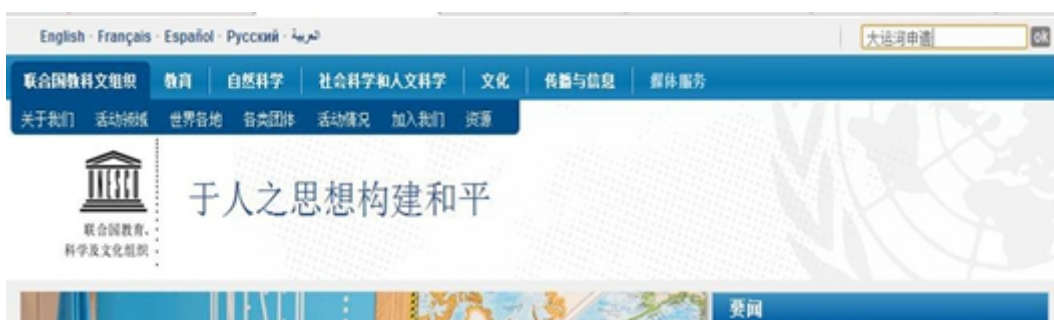 English · Français · Español · Русский · العربية
大运河申遗
ok
联合国教科文组织 教育 自然科学 社会科学和人文科学 文化 传播与信息 媒体服务
关于我们 活动领域 世界各地 各类团体 活动情况 加入我们 资源
UNESCO
于人之思想构建和平
联合国教育、
科学及文化组织
要闻